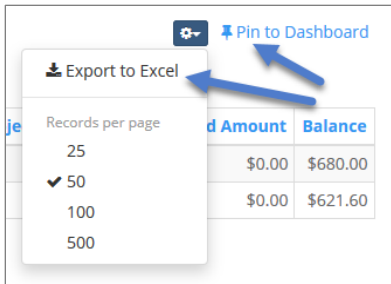 Pin to Dashboard
Export to Excel
Records per page
25
50
100
500
d Amount Balance
$0.00 $680.00
$0.00 $621.60